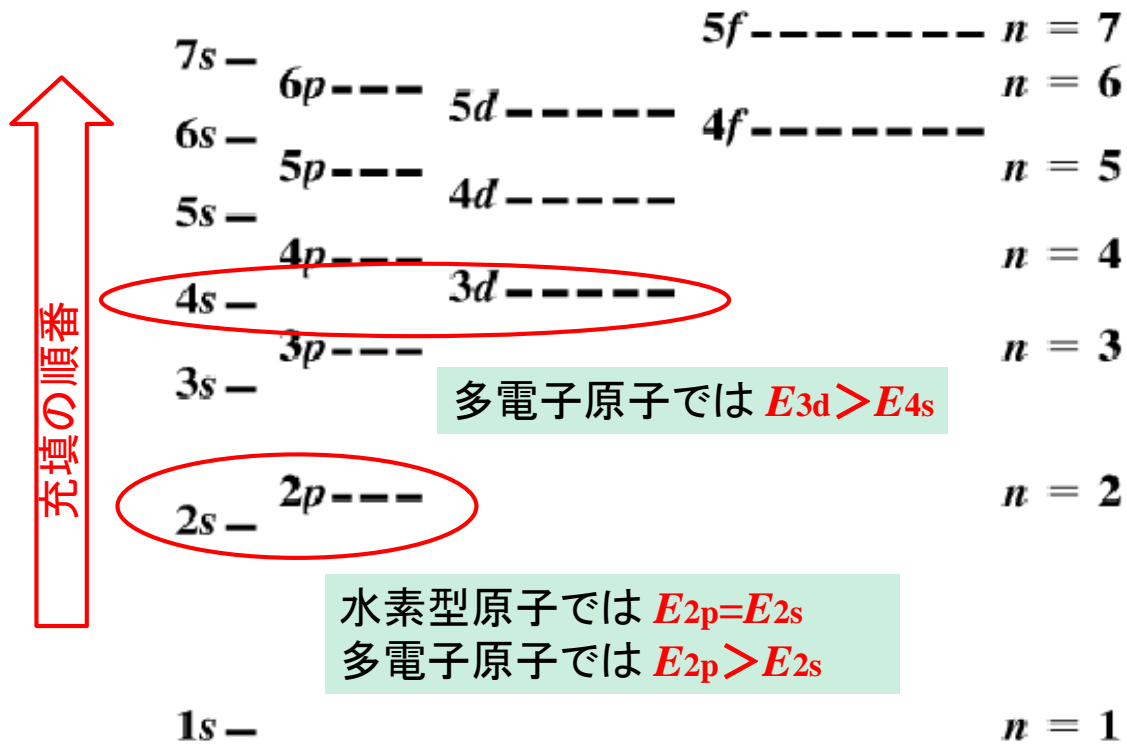 5f n = 7
7s
6p n = 6
5d
6s 4f
5p n = 5
4d
5s
4p n = 4
4s 3d
3p n = 3
3s
多電子原子では E3d＞E4s
充填の順番
2p n = 2
2s
水素型原子では E2p=E2s
多電子原子では E2p＞E2s
1s n = 1